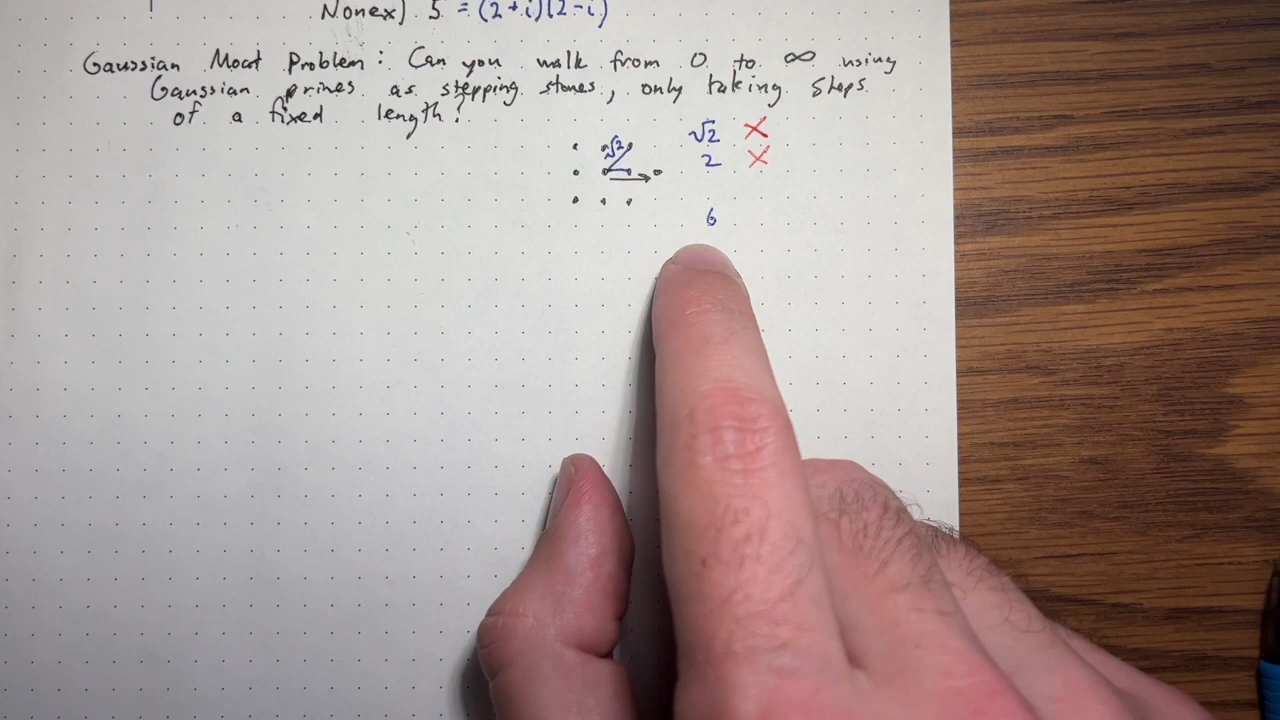 Nonex) 5 = (2+i)(2-i)
Gaussian Moat Problem: Can you walk from 0 to ∞ using
Gaussian primes as stepping stones, only taking steps
of a fixed length?
√2 √2 X
2 X
6